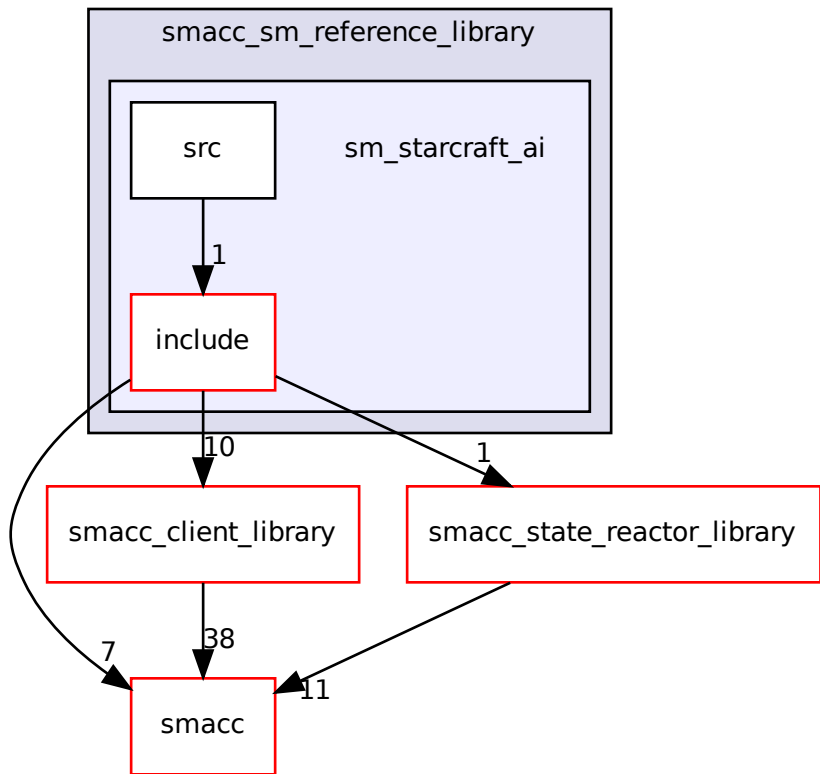 smacc_sm_reference_library
src
sm_starcraft_ai
1
include
10
1
smacc_client_library
smacc_state_reactor_library
7
38
11
smacc